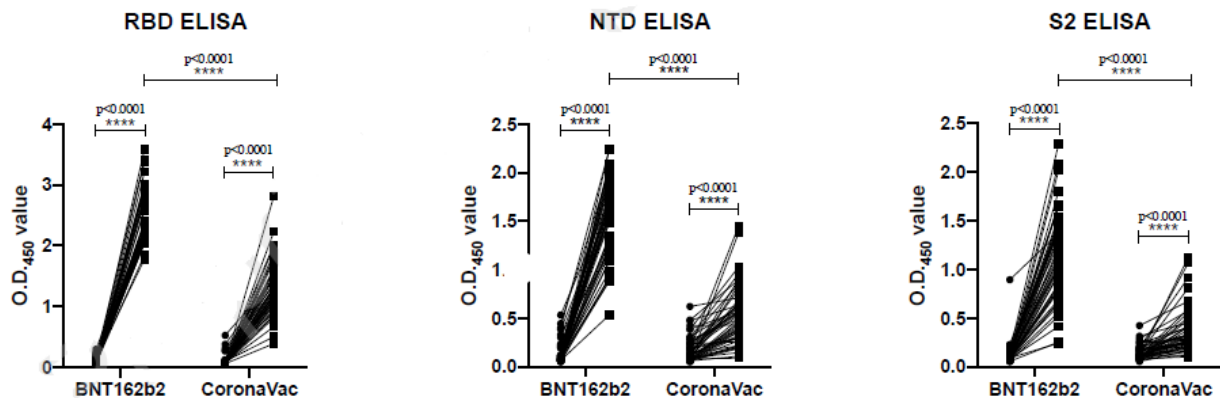 RBD ELISA
p<0.0001
****
p<0.0001
****
p<0.0001
****
O.D.450 value
4
3
2
1
0
BNT162b2 CoronaVac
NTD ELISA
p<0.0001
****
p<0.0001
****
p<0.0001
****
O.D.450 value
2.5
2.0
1.5
1.
0.5
0.0
BNT162b2 CoronaVac
S2 ELISA
p<0.0001
****
p<0.0001
****
p<0.0001
****
O.D.450 value
2.5
2.0
1.5
1.0
0.5
0.0
BNT162b2 CoronaVac